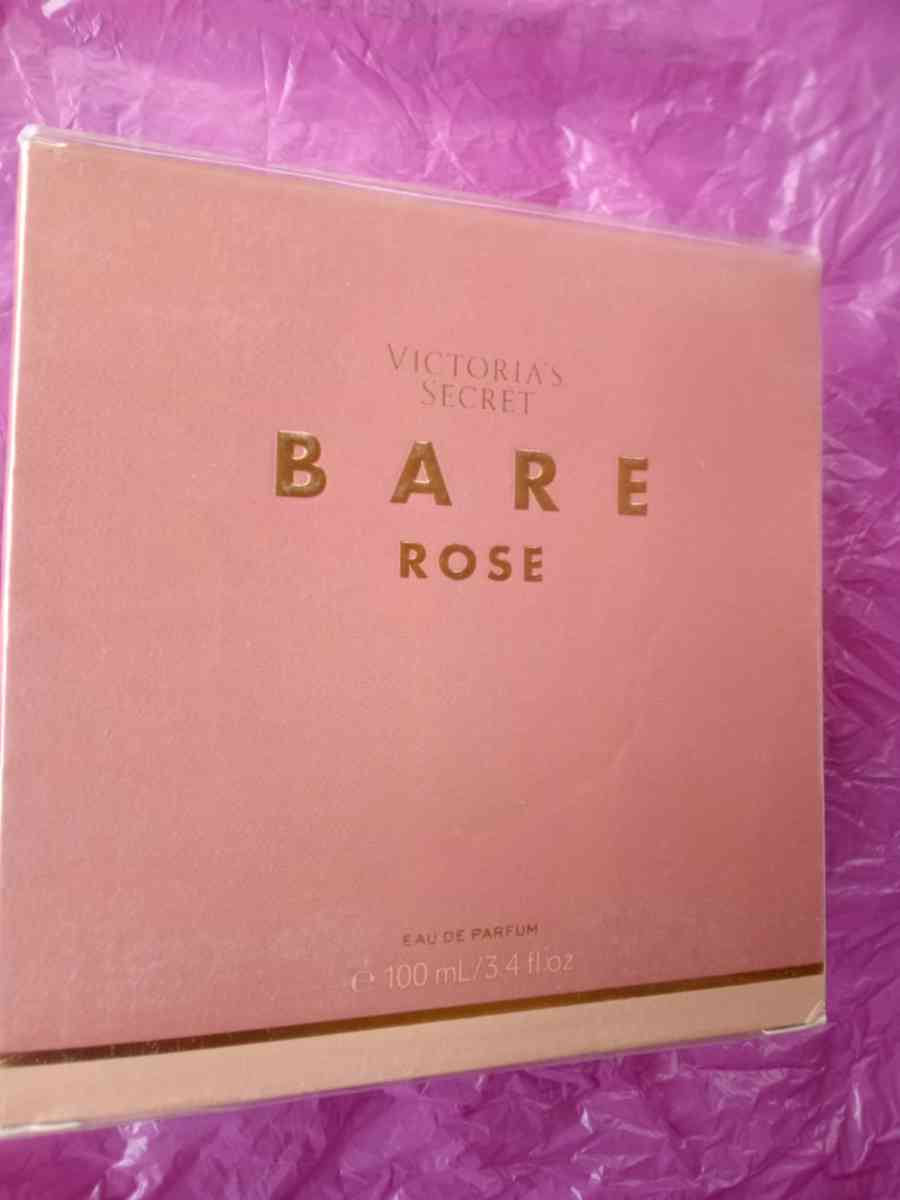 VICTORIA'S
SECRET
BARE
ROSE
EAU DE PARFUM
℮ 100 mL/3.4 fl.oz